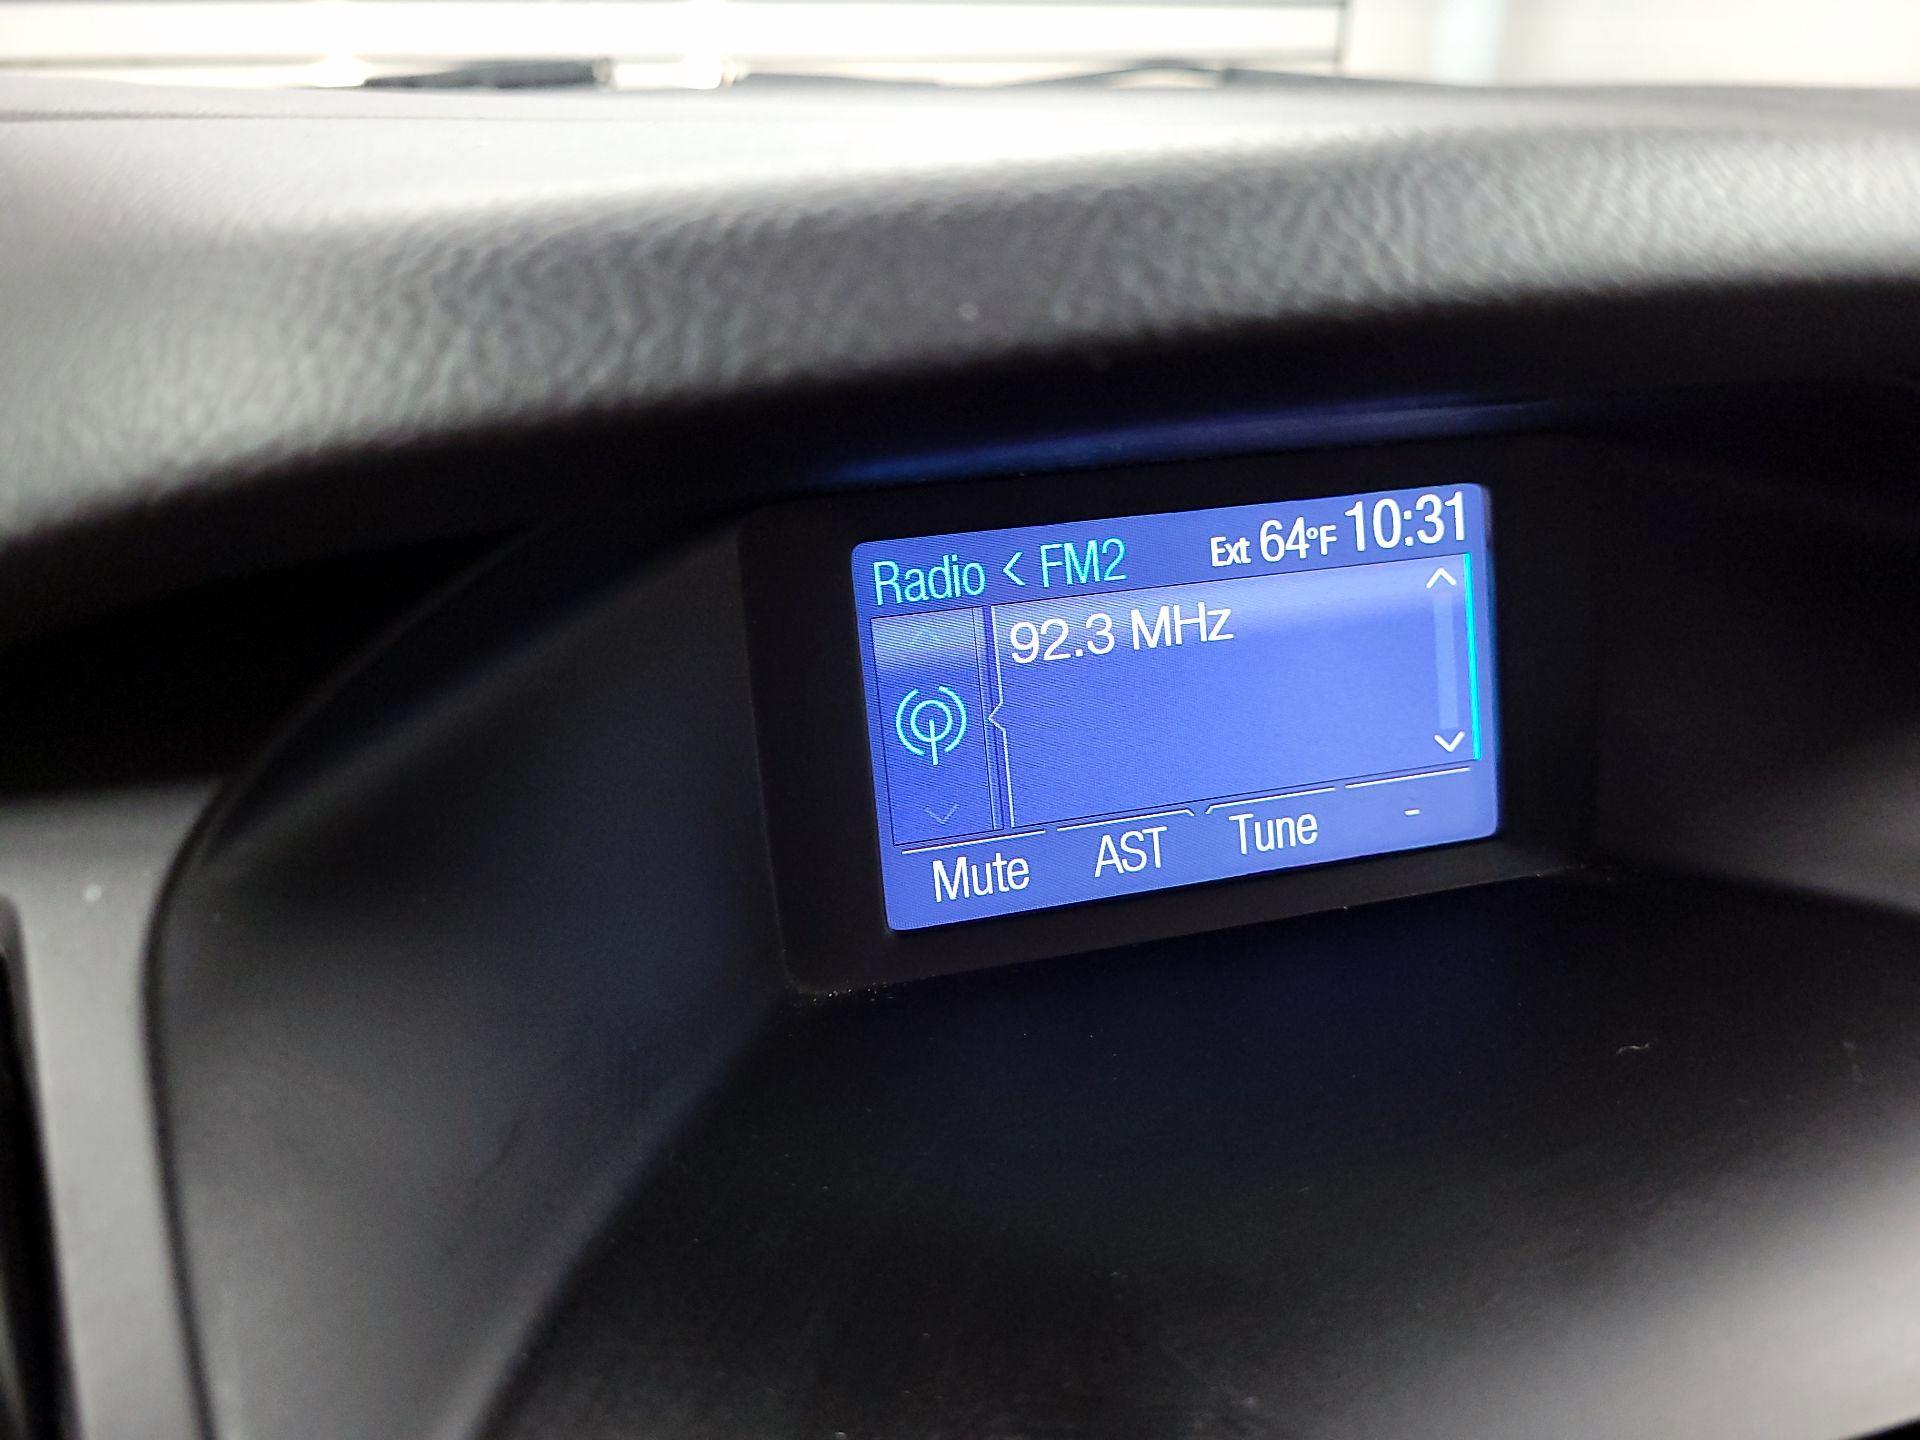 Radio < FM2 Ext 64°F 10:31
92.3 MHz
Mute AST Tune -